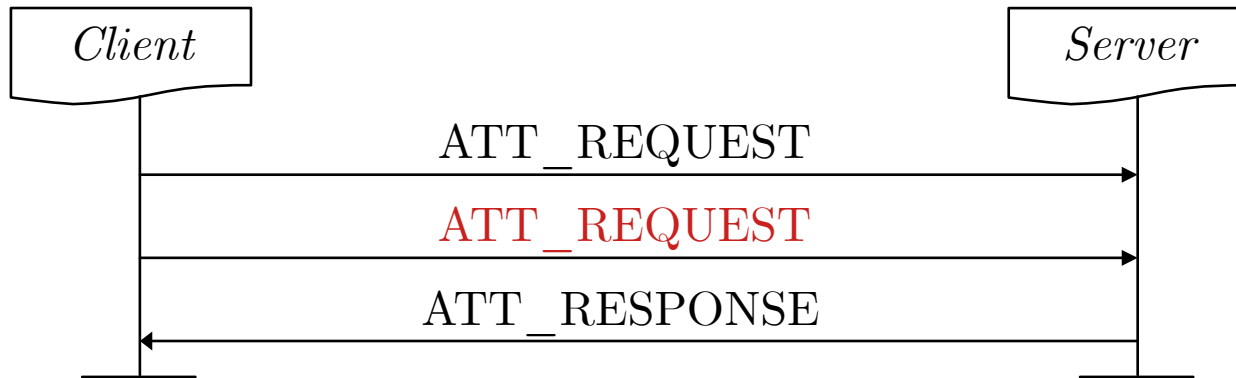 Client
Server
ATT_REQUEST
ATT_REQUEST
ATT_RESPONSE